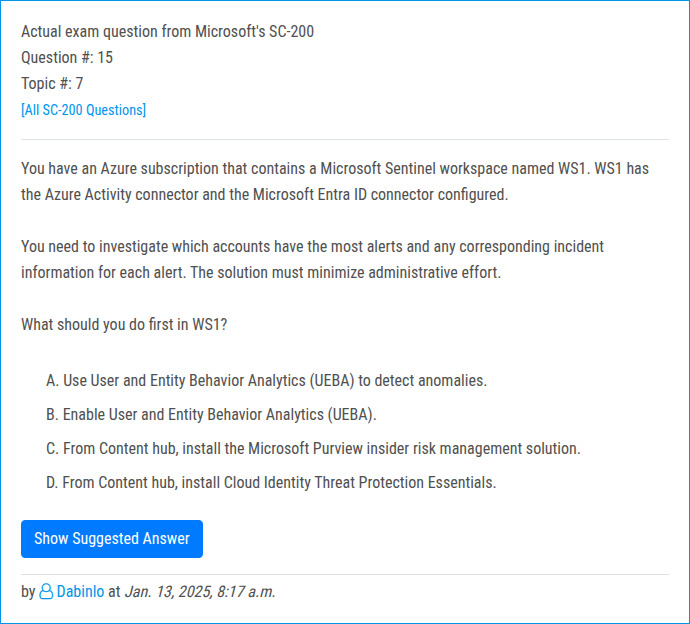 Actual exam question from Microsoft's SC-200
Question #: 15
Topic #: 7
[All SC-200 Questions]
You have an Azure subscription that contains a Microsoft Sentinel workspace named WS1. WS1 has
the Azure Activity connector and the Microsoft Entra ID connector configured.
You need to investigate which accounts have the most alerts and any corresponding incident
information for each alert. The solution must minimize administrative effort.
What should you do first in WS1?
A. Use User and Entity Behavior Analytics (UEBA) to detect anomalies.
B. Enable User and Entity Behavior Analytics (UEBA).
C. From Content hub, install the Microsoft Purview insider risk management solution.
D. From Content hub, install Cloud Identity Threat Protection Essentials.
Show Suggested Answer
by Dabinlo at Jan. 13, 2025, 8:17 a.m.